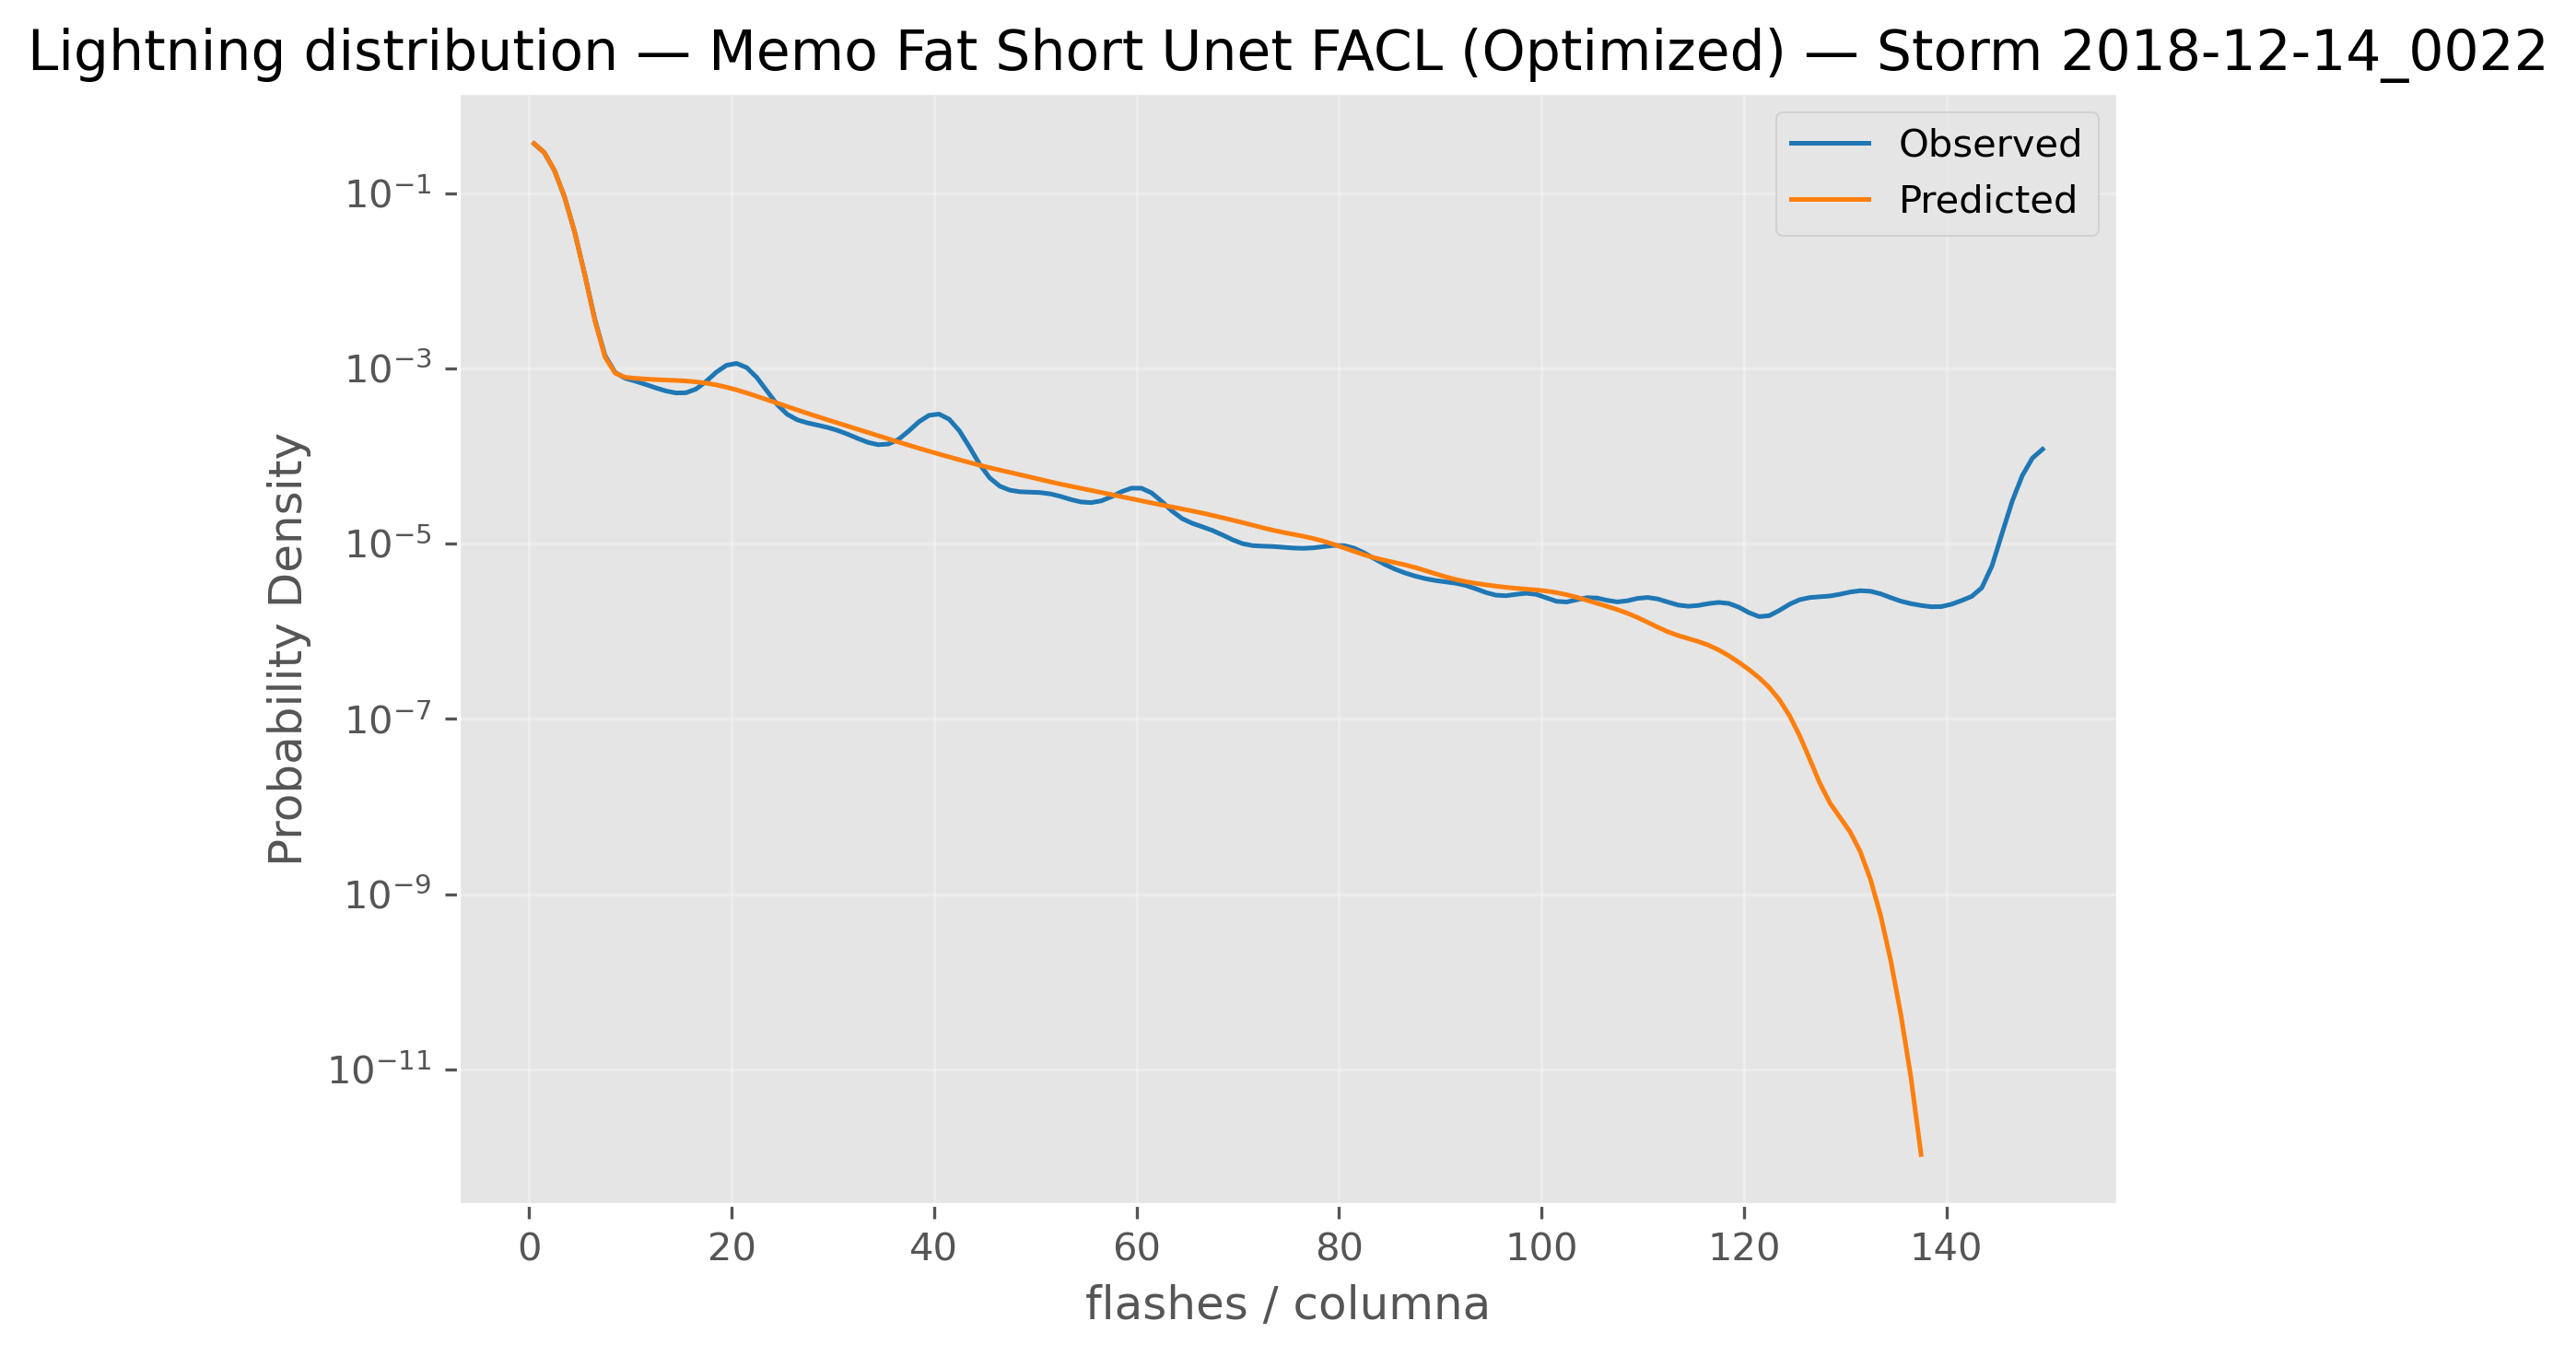 Lightning distribution — Memo Fat Short Unet FACL (Optimized) — Storm 2018-12-14_0022
Observed
Predicted
Probability Density
10⁻¹
10⁻³
10⁻⁵
10⁻⁷
10⁻⁹
10⁻¹¹
0 20 40 60 80 100 120 140
flashes / columna